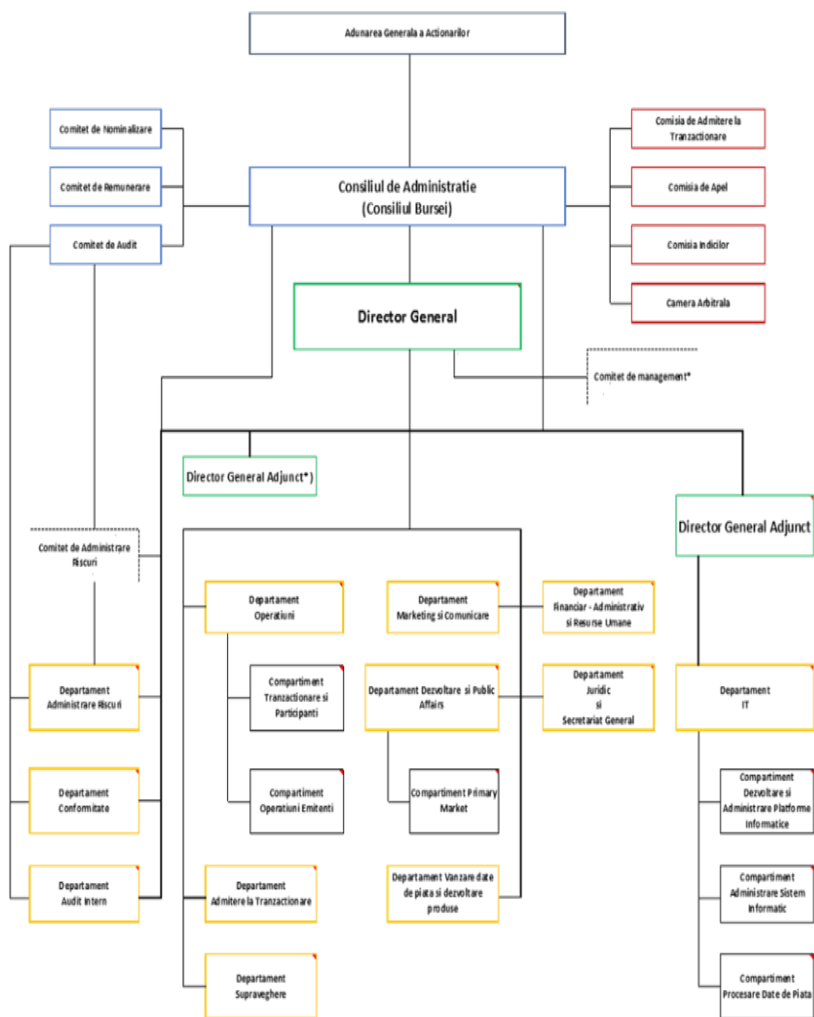 Adunarea Generala a Actionarilor
Comitet de Nominalizare
Comisia de Admitere la
Tranzactionare
Comitet de Remunerare
Consiliul de Administratie
(Consiliul Bursei)
Comisia de Apel
Comitet de Audit
Comisia Indicilor
Director General
Camera Arbitrala
Comitet de management*
Director General Adjunct*)
Director General Adjunct
Comitet de Administrare
Riscuri
Departament
Operatiuni
Departament
Marketing si Comunicare
Departament
Financiar - Administrativ
si Resurse Umane
Departament
Administrare Riscuri
Compartiment
Tranzactionare si
Participanti
Departament Dezvoltare si Public
Affairs
Departament
Juridic
si
Secretariat General
Departament
IT
Departament
Conformitate
Compartiment
Operatiuni Emitenti
Compartiment Primary
Market
Compartiment
Dezvoltare si
Administrare Platforme
Informatice
Departament
Audit Intern
Departament
Admitere la Tranzactionare
Departament Vanzare date
de piata si dezvoltare
produse
Compartiment
Administrare Sistem
Informatic
Departament
Supraveghere
Compartiment
Procesare Date de Piata